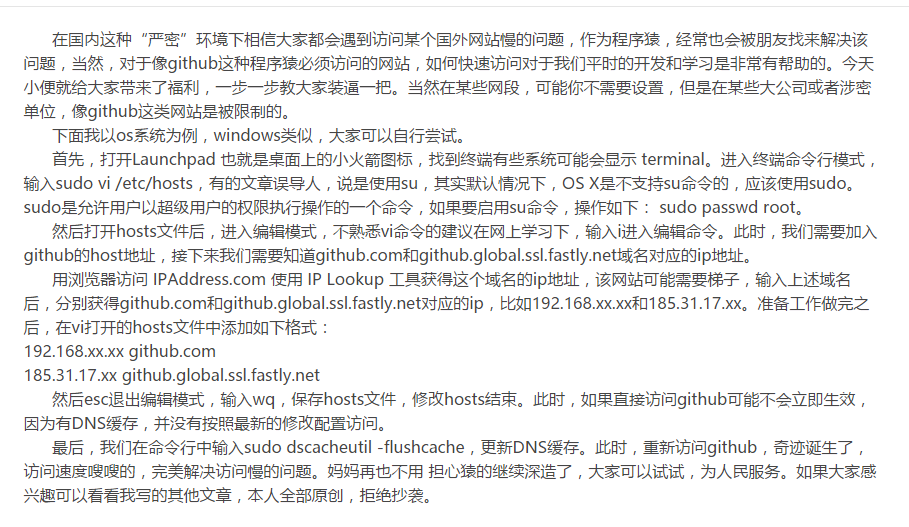 在国内这种“严密”环境下相信大家都会遇到访问某个国外网站慢的问题，作为程序猿，经常也会被朋友找来解决该
问题，当然，对于像github这种程序猿必须访问的网站，如何快速访问对于我们平时的开发和学习是非常有帮助的。今天
小便就给大家带来了福利，一步一步教大家装逼一把。当然在某些网段，可能你不需要设置，但是在某些大公司或者涉密
单位，像github这类网站是被限制的。
下面我以os系统为例，windows类似，大家可以自行尝试。
首先，打开Launchpad 也就是桌面上的小火箭图标，找到终端有些系统可能会显示 terminal。进入终端命令行模式，
输入sudo vi /etc/hosts，有的文章误导人，说是使用su，其实默认情况下，OS X是不支持su命令的，应该使用sudo。
sudo是允许用户以超级用户的权限执行操作的一个命令，如果要启用su命令，操作如下： sudo passwd root。
然后打开hosts文件后，进入编辑模式，不熟悉vi命令的建议在网上学习下，输入i进入编辑命令。此时，我们需要加入
github的host地址，接下来我们需要知道github.com和github.global.ssl.fastly.net域名对应的ip地址。
用浏览器访问 IPAddress.com 使用 IP Lookup 工具获得这个域名的ip地址，该网站可能需要梯子，输入上述域名
后，分别获得github.com和github.global.ssl.fastly.net对应的ip，比如192.168.xx.xx和185.31.17.xx。准备工作做完之
后，在vi打开的hosts文件中添加如下格式：
192.168.xx.xx github.com
185.31.17.xx github.global.ssl.fastly.net
然后esc退出编辑模式，输入wq，保存hosts文件，修改hosts结束。此时，如果直接访问github可能不会立即生效，
因为有DNS缓存，并没有按照最新的修改配置访问。
最后，我们在命令行中输入sudo dscacheutil -flushcache，更新DNS缓存。此时，重新访问github，奇迹诞生了，
访问速度嗖嗖的，完美解决访问慢的问题。妈妈再也不用 担心猿的继续深造了，大家可以试试，为人民服务。如果大家感
兴趣可以看看我写的其他文章，本人全部原创，拒绝抄袭。